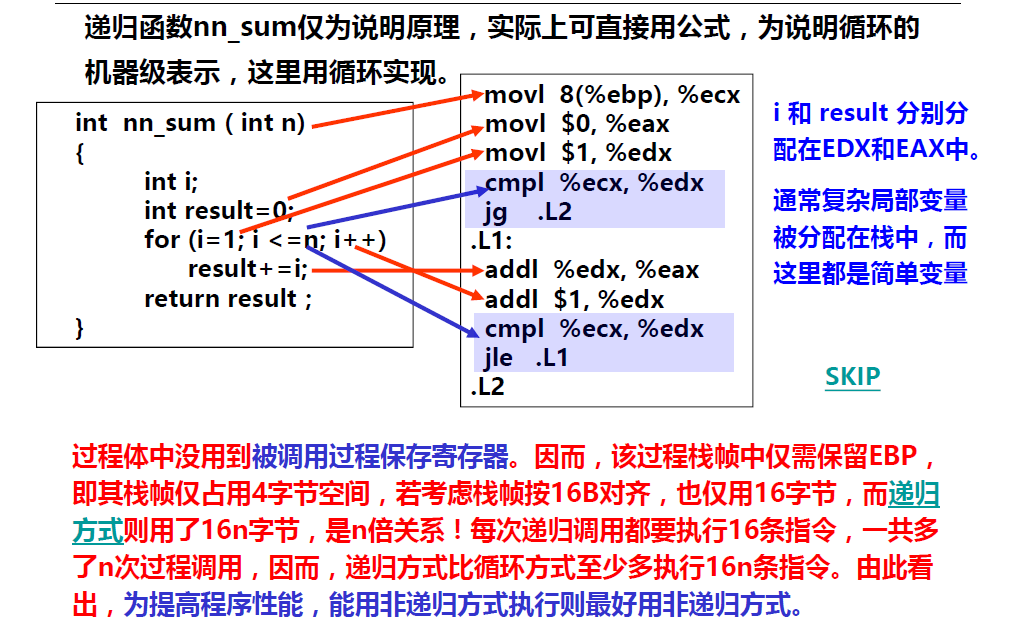 递归函数nn_sum仅为说明原理，实际上可直接用公式，为说明循环的
机器级表示，这里用循环实现。
int nn_sum ( int n)
{
int i;
int result=0;
for (i=1; i <=n; i++)
result+=i;
return result ;
}
movl 8(%ebp), %ecx
movl $0, %eax
movl $1, %edx
cmpl %ecx, %edx
jg .L2
.L1:
addl %edx, %eax
addl $1, %edx
cmpl %ecx, %edx
jle .L1
.L2
i 和 result 分别分
配在EDX和EAX中。
通常复杂局部变量
被分配在栈中，而
这里都是简单变量
SKIP
过程体中没用到被调用过程保存寄存器。因而，该过程栈帧中仅需保留EBP，
即其栈帧仅占用4字节空间，若考虑栈帧按16B对齐，也仅用16字节，而递归
方式则用了16n字节，是n倍关系！每次递归调用都要执行16条指令，一共多
了n次过程调用，因而，递归方式比循环方式至少多执行16n条指令。由此看
出，为提高程序性能，能用非递归方式执行则最好用非递归方式。